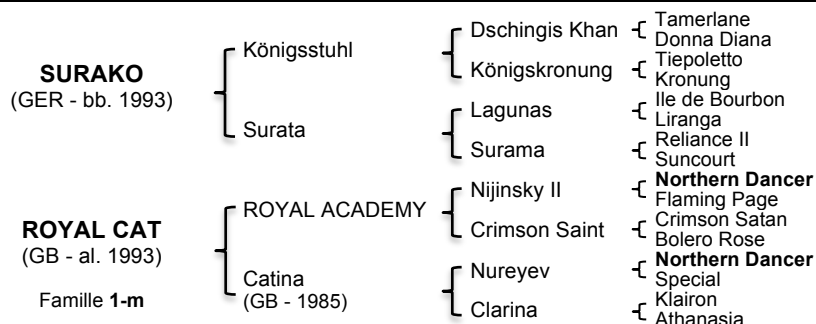 SURAKO
(GER - bb. 1993)
Königsstuhl
Surata
Dschingis Khan
Königskronung
Lagunas
Surama
Tamerlane
Donna Diana
Tiepoletto
Kronung
Ile de Bourbon
Liranga
Reliance II
Suncourt
ROYAL CAT
(GB - al. 1993)
Famille 1-m
ROYAL ACADEMY
Catina
(GB - 1985)
Nijinsky II
Crimson Saint
Nureyev
Clarina
Northern Dancer
Flaming Page
Crimson Satan
Bolero Rose
Northern Dancer
Special
Klairon
Athanasia